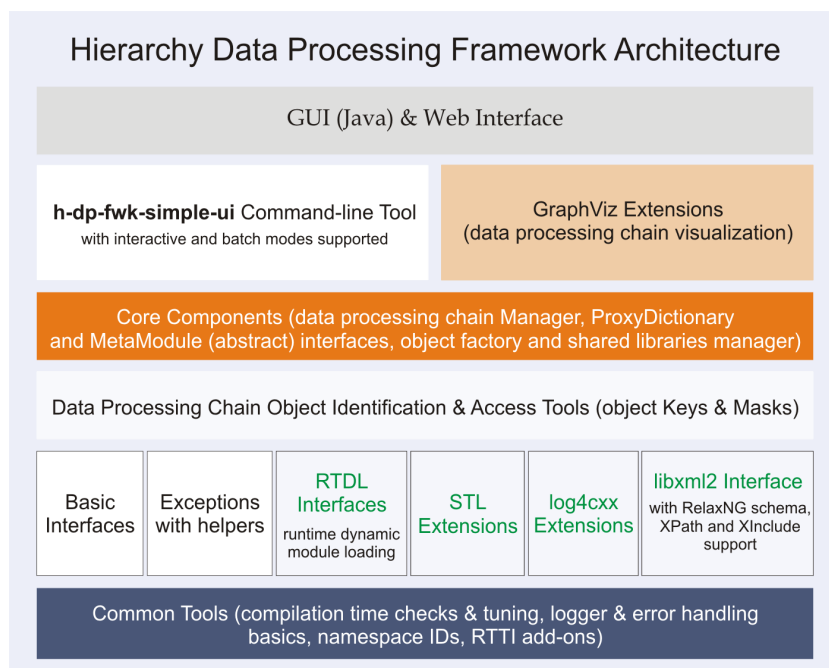 Hierarchy Data Processing Framework Architecture
GUI (Java) & Web Interface
h-dp-fwk-simple-ui Command-line Tool
with interactive and batch modes supported
GraphViz Extensions
(data processing chain visualization)
Core Components (data processing chain Manager, ProxyDictionary
and MetaModule (abstract) interfaces, object factory and shared libraries manager)
Data Processing Chain Object Identification & Access Tools (object Keys & Masks)
Basic
Interfaces
Exceptions
with helpers
RTDL
Interfaces
runtime dynamic
module loading
STL
Extensions
log4cxx
Extensions
libxml2 Interface
with RelaxNG schema,
XPath and XInclude
support
Common Tools (compilation time checks & tuning, logger & error handling
basics, namespace IDs, RTTI add-ons)